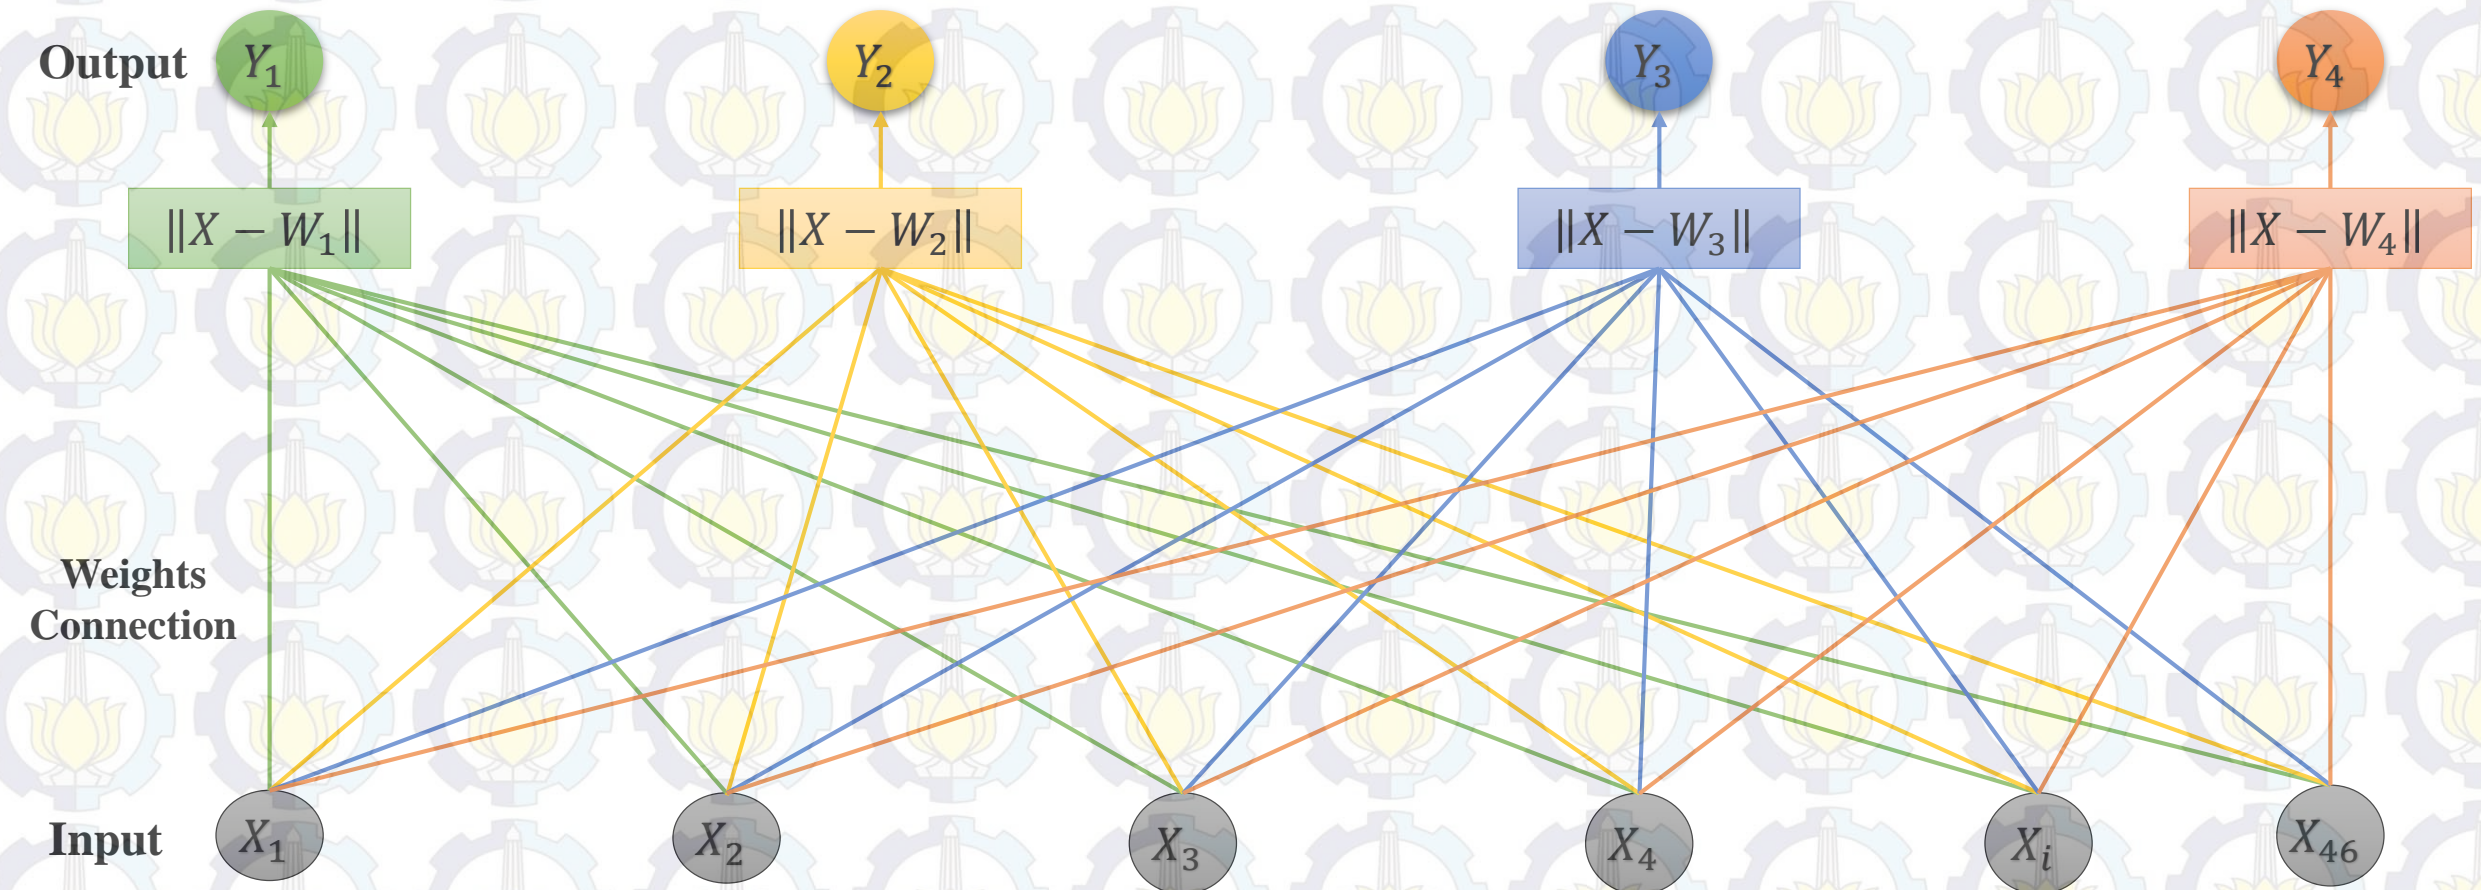 Output Y₁ Y₂ Y₃ Y₄
‖X − W₁‖ ‖X − W₂‖ ‖X − W₃‖ ‖X − W₄‖
Weights
Connection
Input X₁ X₂ X₃ X₄ Xᵢ X₄₆